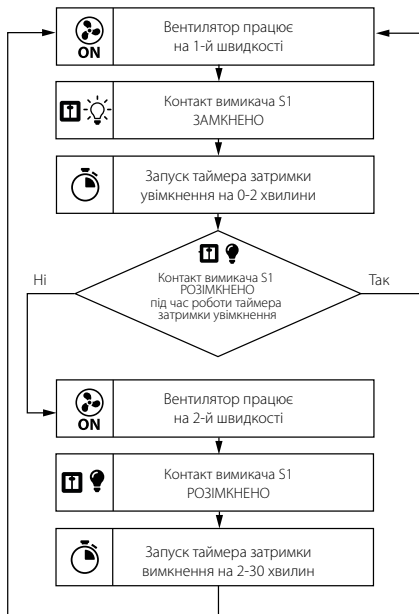 ON
Вентилятор працює
на 1-й швидкості
Контакт вимикача S1
ЗАМКНЕНО
Запуск таймера затримки
увімкнення на 0-2 хвилини
Контакт вимикача S1
РОЗІМКНЕНО
під час роботи таймера
затримки увімкнення
Ні
Так
ON
Вентилятор працює
на 2-й швидкості
Контакт вимикача S1
РОЗІМКНЕНО
Запуск таймера затримки
вимкнення на 2-30 хвилин